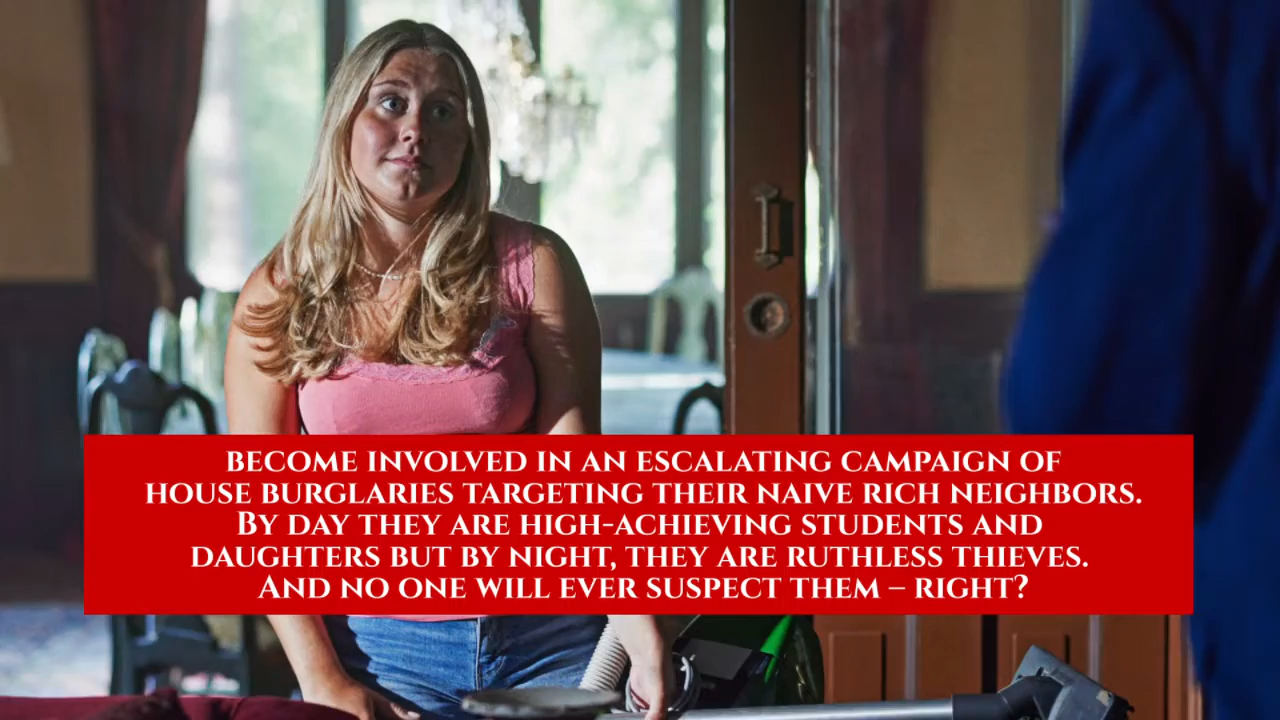 BECOME INVOLVED IN AN ESCALATING CAMPAIGN OF
HOUSE BURGLARIES TARGETING THEIR NAIVE RICH NEIGHBORS.
BY DAY THEY ARE HIGH-ACHIEVING STUDENTS AND
DAUGHTERS BUT BY NIGHT, THEY ARE RUTHLESS THIEVES.
AND NO ONE WILL EVER SUSPECT THEM – RIGHT?